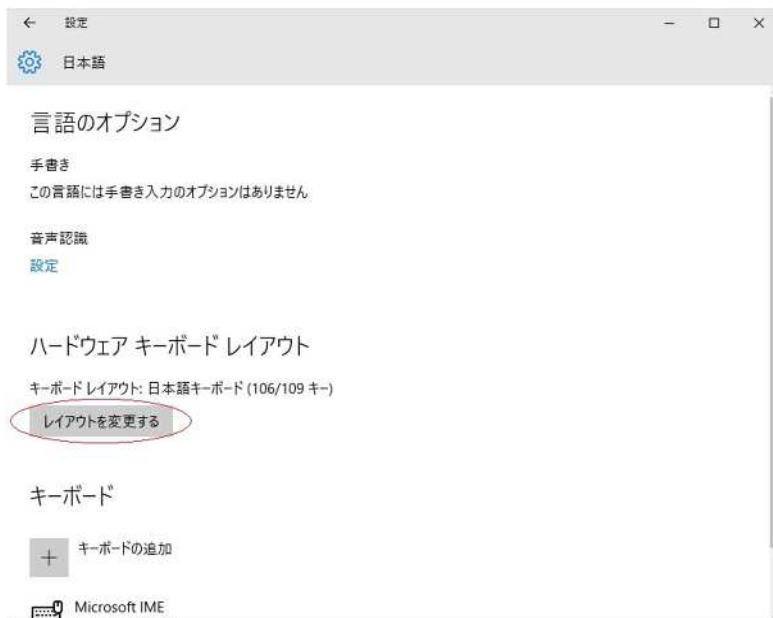 設定
日本語
言語のオプション
手書き
この言語には手書き入力のオプションはありません
音声認識
設定
ハードウェア キーボード レイアウト
キーボード レイアウト: 日本語キーボード (106/109 キー)
レイアウトを変更する
キーボード
キーボードの追加
Microsoft IME